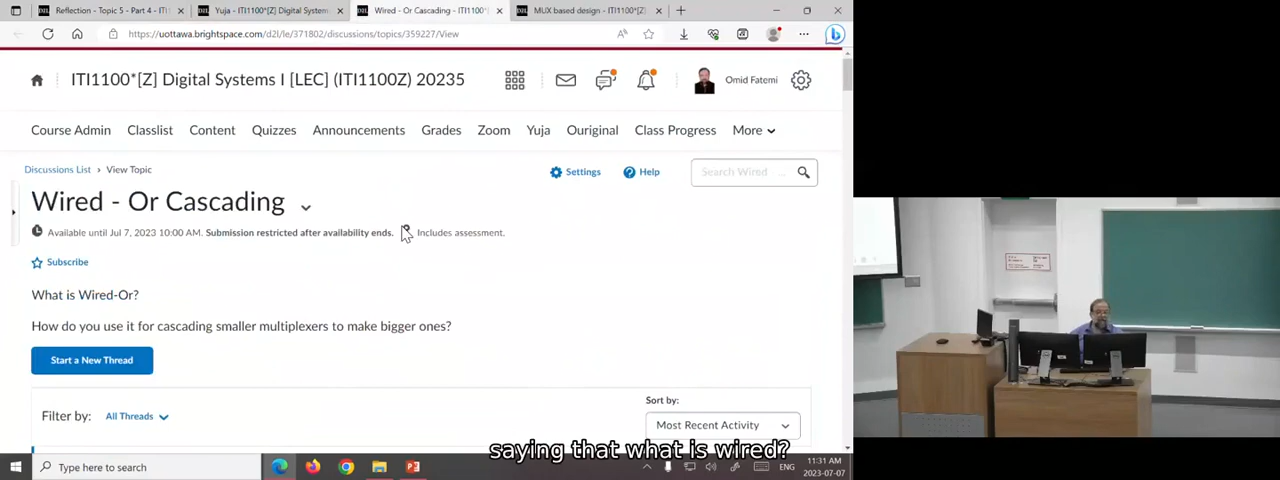 Reflection - Topic 5 - Part 4 - IT1
Yuja - ITI1100*[Z] Digital System
Wired - Or Cascading - ITI1100*
MUX based design - ITI1100*[Z]
https://uottawa.brightspace.com/d2l/le/371802/discussions/topics/359227/View
ITI1100*[Z] Digital Systems I [LEC] (ITI1100Z) 20235
Omid Fatemi
Course Admin Classlist Content Quizzes Announcements Grades Zoom Yuja Ouriginal Class Progress More
Discussions List > View Topic
Settings Help Search Wired ...
Wired - Or Cascading
Available until Jul 7, 2023 10:00 AM. Submission restricted after availability ends. Includes assessment.
Subscribe
What is Wired-Or?
How do you use it for cascading smaller multiplexers to make bigger ones?
Start a New Thread
Filter by: All Threads
Sort by:
Most Recent Activity
saying that what is wired?
Type here to search
ENG
11:31 AM
2023-07-07